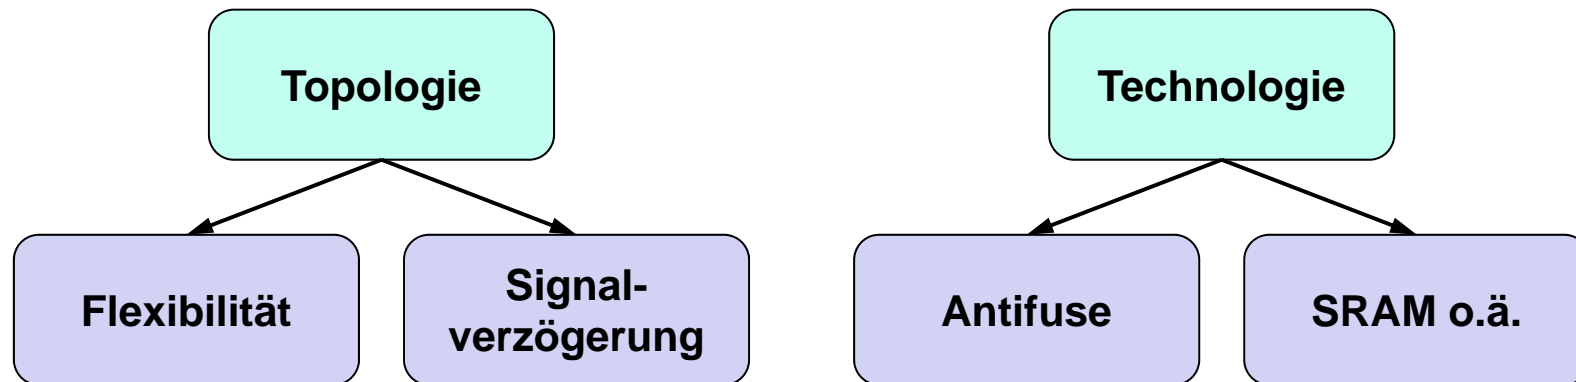 Topologie
Technologie
Flexibilität
Signal-
verzögerung
Antifuse
SRAM o.ä.